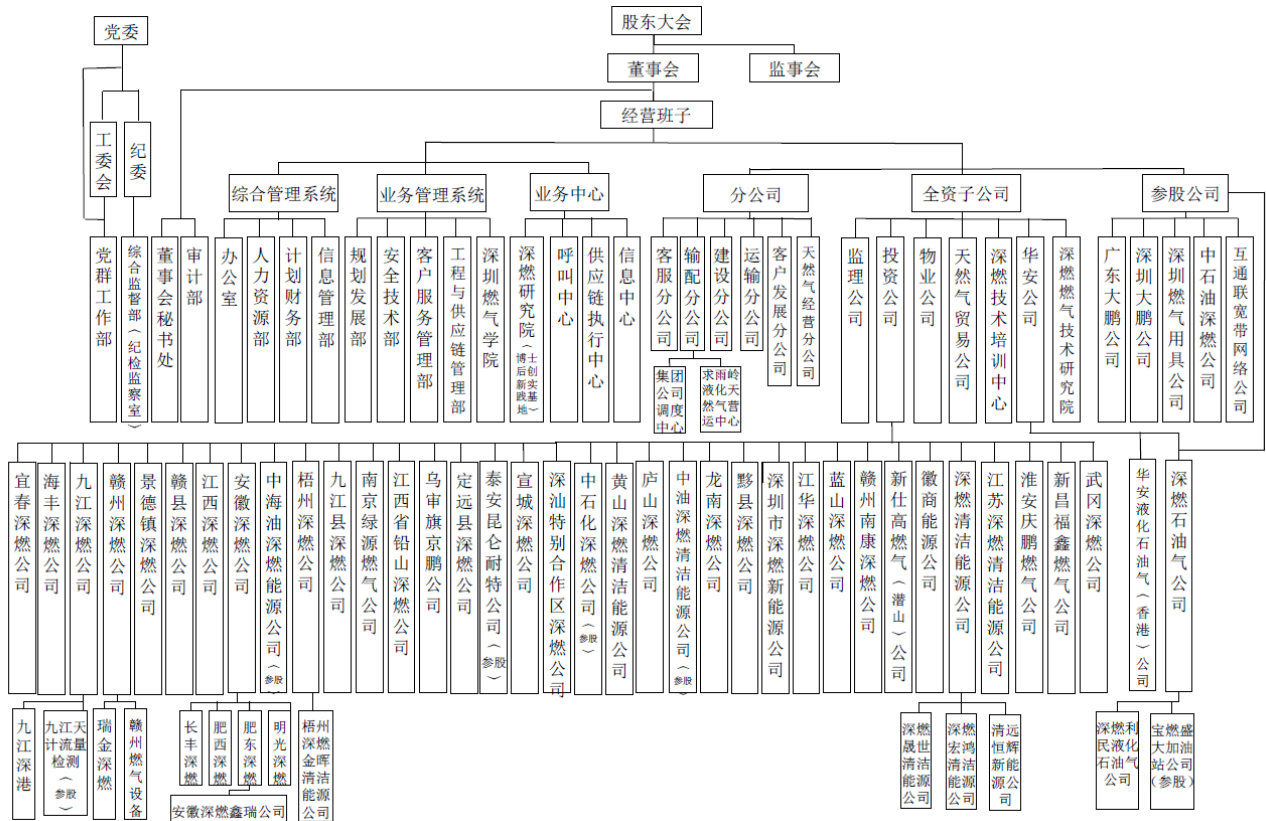 党委
股东大会
董事会
监事会
经营班子
工委会
纪委
综合管理系统
业务管理系统
业务中心
分公司
全资子公司
参股公司
党群工作部
综合监督部（纪检监察室）
董事会秘书处
审计部
办公室
人力资源部
计划财务部
信息管理部
规划发展部
安全技术部
客户服务管理部
工程与供应链管理部
深圳燃气学院
深燃研究院（博士后创新实践基地）
呼叫中心
供应链执行中心
信息中心
客服分公司
输配分公司
建设分公司
运输分公司
客户发展分公司
天然气经营分公司
监理公司
投资公司
物业公司
天然气贸易公司
深燃技术培训中心
华安公司
深燃燃气技术研究院
广东大鹏公司
深圳大鹏公司
深圳燃气用具公司
中石油深燃公司
互通联宽带网络公司
集团公司调度中心
求雨岭液化天然气运营中心
宜春深燃公司
海丰深燃公司
九江深燃公司
赣州深燃公司
景德镇深燃公司
赣县深燃公司
江西深燃公司
安徽深燃公司
中海油深燃能源公司（参股）
梧州深燃公司
九江县深燃公司
南京绿源燃气公司
江西省铅山深燃公司
乌审旗京鹏公司
定远县深燃公司
泰安昆仑耐特公司（参股）
宣城深燃公司
深汕特别合作区深燃公司
中石化深燃公司（参股）
黄山深燃清洁能源公司
庐山深燃公司
中油深燃清洁能源公司（参股）
龙南深燃公司
黟县深燃公司
深圳市深燃新能源公司
江华深燃公司
蓝山深燃公司
赣州南康深燃公司
新仕高燃气（潜山）公司
徽商能源公司
深燃清洁能源公司
江苏深燃清洁能源公司
淮安庆鹏燃气公司
新昌福鑫燃气公司
武冈深燃公司
华安液化石油气（香港）公司
深燃石油气公司
九江深港
九江天计流量检测（参股）
瑞金深燃
赣州燃气设备
长丰深燃
肥西深燃
肥东深燃
明光深燃
安徽深燃鑫瑞公司
梧州深燃金晖清洁能源公司
深燃晟世清洁能源公司
深燃宏鸿清洁能源公司
清远恒辉新能源公司
深燃利民液化石油气公司
宝燃盛大加油站公司（参股）